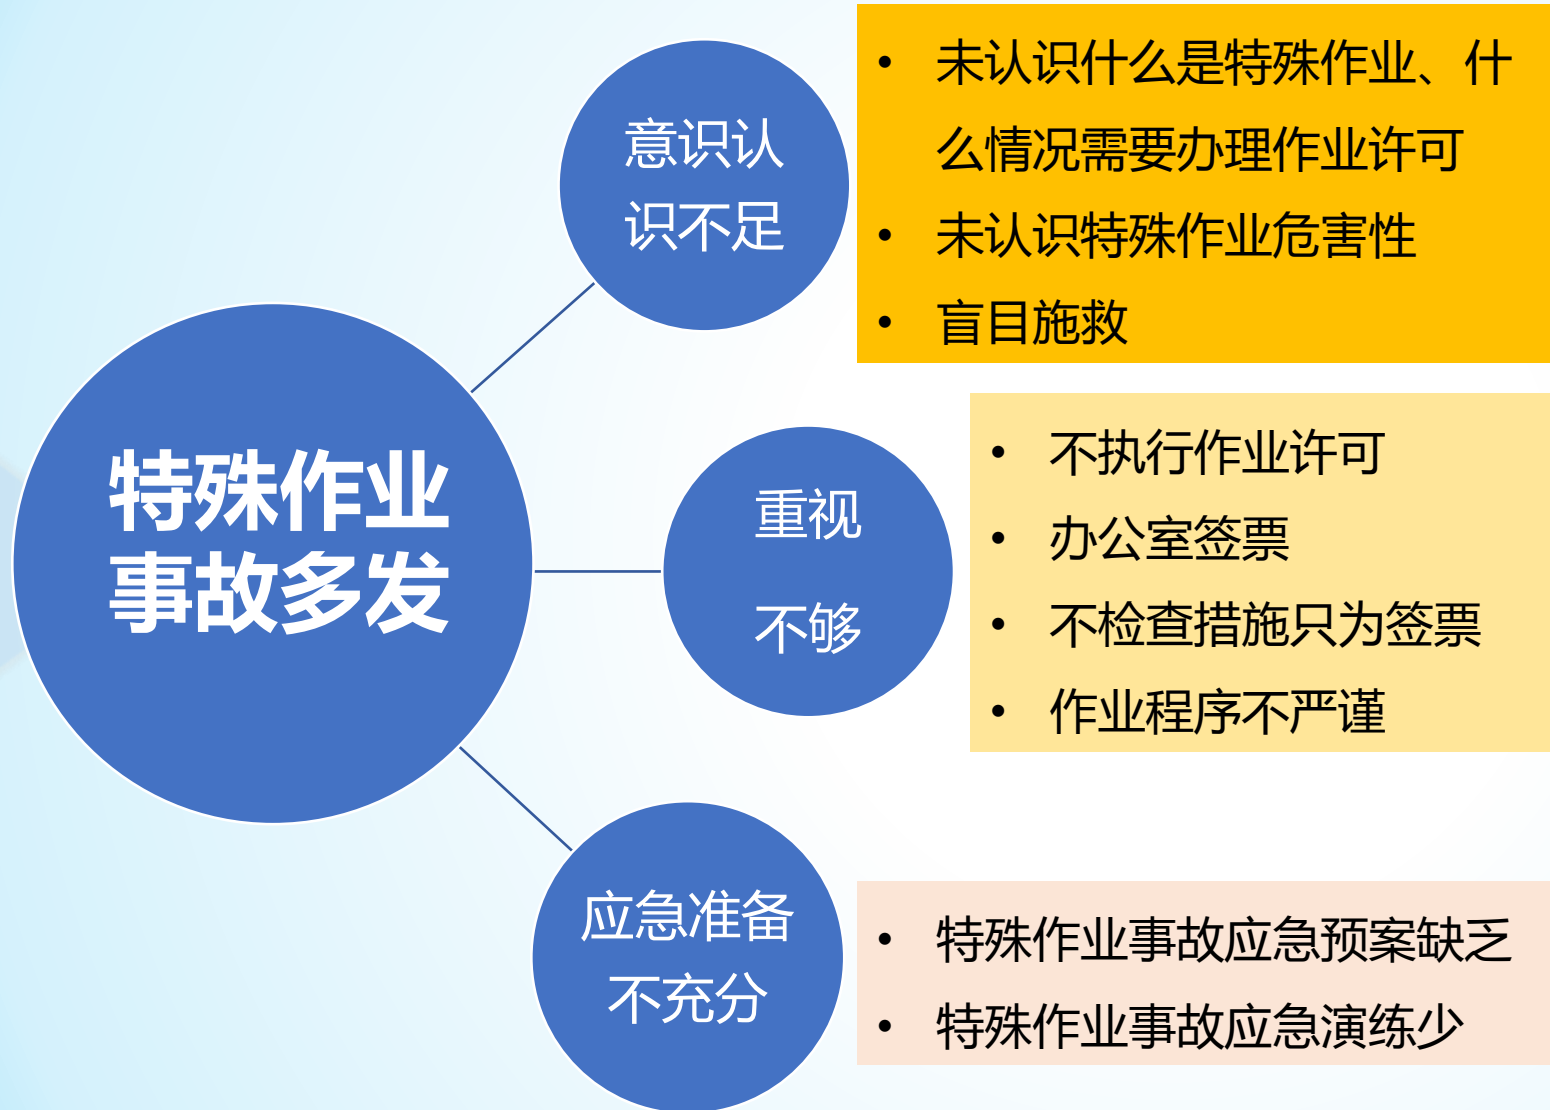 特殊作业
事故多发
意识认
识不足
• 未认识什么是特殊作业、什
么情况需要办理作业许可
• 未认识特殊作业危害性
• 盲目施救
重视
不够
• 不执行作业许可
• 办公室签票
• 不检查措施只为签票
• 作业程序不严谨
应急准备
不充分
• 特殊作业事故应急预案缺乏
• 特殊作业事故应急演练少